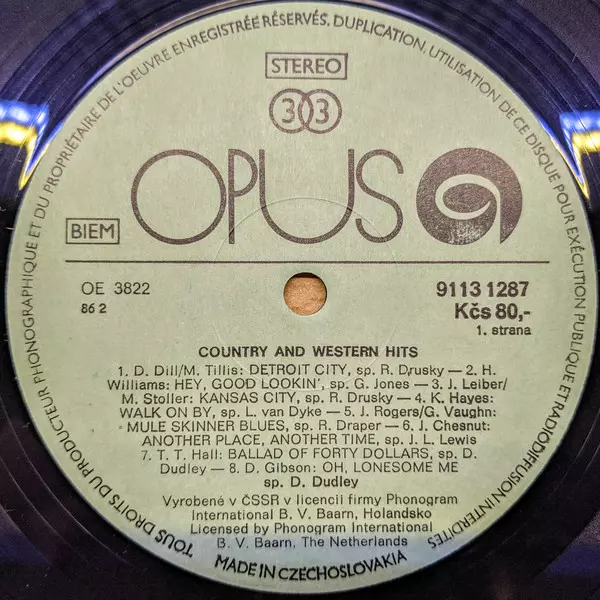 TOUS DROITS DU PRODUCTEUR PHONOGRAPHIQUE ET DU PROPRIÉTAIRE DE L'OEUVRE ENREGISTRÉE RÉSERVÉS. DUPLICATION, UTILISATION DE CE DISQUE POUR EXÉCUTION PUBLIQUE ET RADIODIFFUSION INTERDITES
STEREO
33
OPUS
BIEM
OE 3822
86 2
9113 1287
Kčs 80,-
1. strana
COUNTRY AND WESTERN HITS
1. D. Dill/M. Tillis: DETROIT CITY, sp. R. Drusky — 2. H.
Williams: HEY, GOOD LOOKIN', sp. G. Jones — 3. J. Leiber/
M. Stoller: KANSAS CITY, sp. R. Drusky — 4. K. Hayes:
WALK ON BY, sp. L. van Dyke — 5. J. Rogers/G. Vaughn:
MULE SKINNER BLUES, sp. R. Draper — 6. J. Chesnut:
ANOTHER PLACE, ANOTHER TIME, sp. J. L. Lewis
7. T. T. Hall: BALLAD OF FORTY DOLLARS, sp. D.
Dudley — 8. D. Gibson: OH, LONESOME ME
sp. D. Dudley
Vyrobené v ČSSR v licencii firmy Phonogram
International B. V. Baarn, Holandsko
Licensed by Phonogram International
B. V. Baarn, The Netherlands
MADE IN CZECHOSLOVAKIA